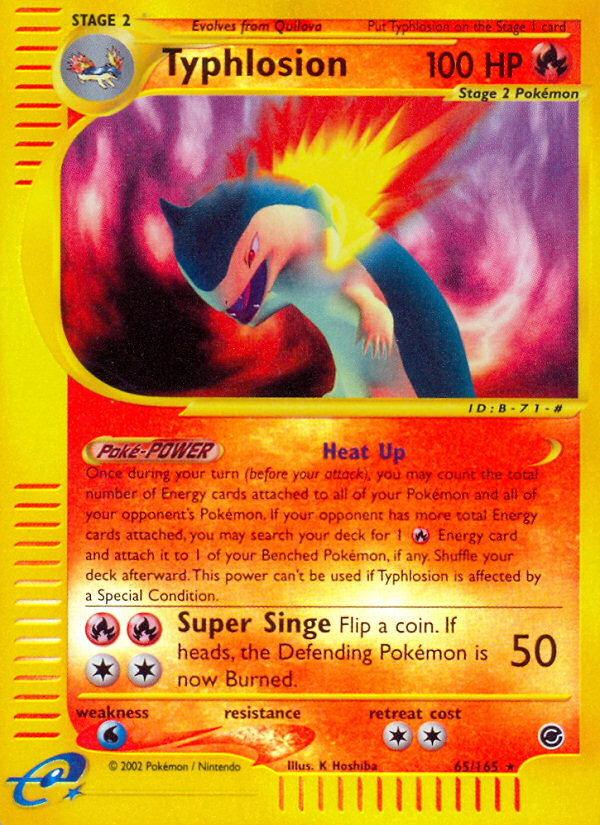 STAGE 2
Evolves from Quilava
Put Typhlosion on the Stage 1 card
Typhlosion
100 HP
Stage 2 Pokémon
ID:B-71-#
Poké-POWER
Heat Up
Once during your turn (before your attack), you may count the total
number of Energy cards attached to all of your Pokémon and all of
your opponent's Pokémon. If your opponent has more total Energy
cards attached, you may search your deck for 1 Energy card
and attach it to 1 of your Benched Pokémon, if any. Shuffle your
deck afterward. This power can't be used if Typhlosion is affected by
a Special Condition.
Super Singe Flip a coin. If
heads, the Defending Pokémon is
now Burned.
50
weakness
resistance
retreat cost
© 2002 Pokémon / Nintendo
Illus. K Hoshiba
65/165 ★
e